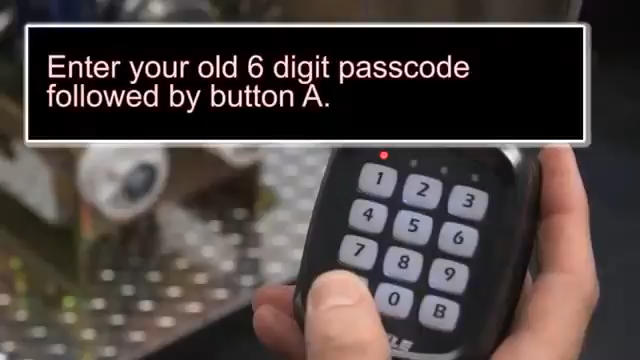 Enter your old 6 digit passcode
followed by button A.
1 2 3
4 5 6
7 8 9
0 B